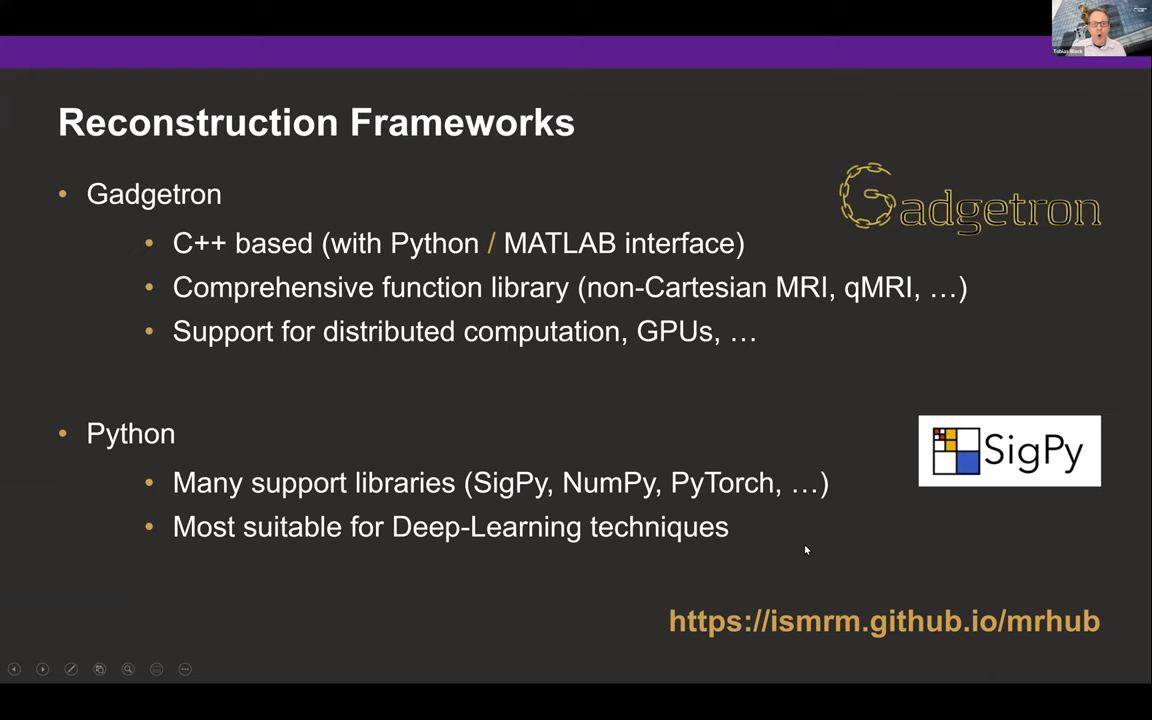 Tobias Block
Reconstruction Frameworks
• Gadgetron
Gadgetron
• C++ based (with Python / MATLAB interface)
• Comprehensive function library (non-Cartesian MRI, qMRI, …)
• Support for distributed computation, GPUs, …
• Python
SigPy
• Many support libraries (SigPy, NumPy, PyTorch, …)
• Most suitable for Deep-Learning techniques
https://ismrm.github.io/mrhub